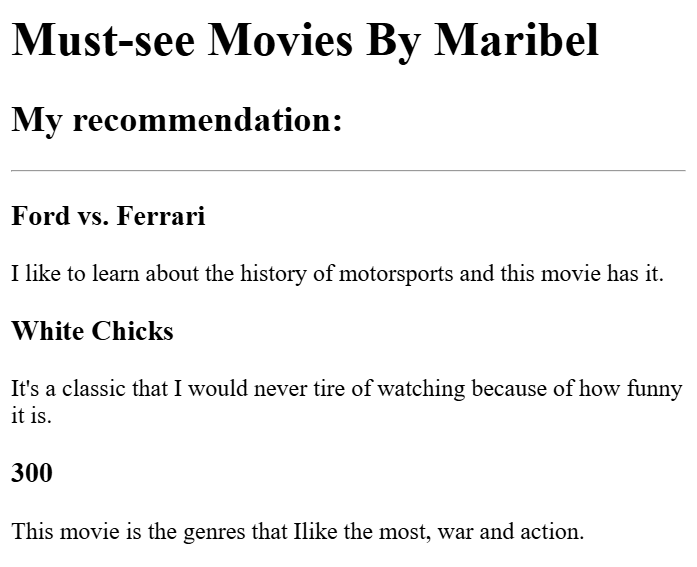 Must-see Movies By Maribel
My recommendation:
Ford vs. Ferrari
I like to learn about the history of motorsports and this movie has it.
White Chicks
It's a classic that I would never tire of watching because of how funny
it is.
300
This movie is the genres that Ilike the most, war and action.